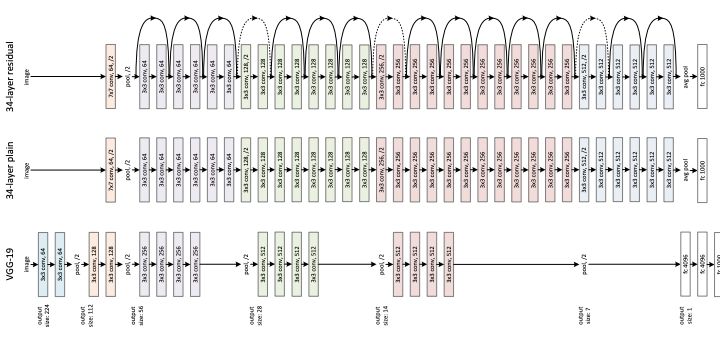 34-layer residual
image
7x7 conv, 64, /2
pool, /2
3x3 conv, 64
3x3 conv, 64
3x3 conv, 64
3x3 conv, 64
3x3 conv, 64
3x3 conv, 64
3x3 conv, 128, /2
3x3 conv, 128
3x3 conv, 128
3x3 conv, 128
3x3 conv, 128
3x3 conv, 128
3x3 conv, 128
3x3 conv, 128
3x3 conv, 256, /2
3x3 conv, 256
3x3 conv, 256
3x3 conv, 256
3x3 conv, 256
3x3 conv, 256
3x3 conv, 256
3x3 conv, 256
3x3 conv, 256
3x3 conv, 256
3x3 conv, 256
3x3 conv, 256
3x3 conv, 512, /2
3x3 conv, 512
3x3 conv, 512
3x3 conv, 512
3x3 conv, 512
3x3 conv, 512
avg pool
fc 1000
34-layer plain
image
7x7 conv, 64, /2
pool, /2
3x3 conv, 64
3x3 conv, 64
3x3 conv, 64
3x3 conv, 64
3x3 conv, 64
3x3 conv, 64
3x3 conv, 128, /2
3x3 conv, 128
3x3 conv, 128
3x3 conv, 128
3x3 conv, 128
3x3 conv, 128
3x3 conv, 128
3x3 conv, 128
3x3 conv, 256, /2
3x3 conv, 256
3x3 conv, 256
3x3 conv, 256
3x3 conv, 256
3x3 conv, 256
3x3 conv, 256
3x3 conv, 256
3x3 conv, 256
3x3 conv, 256
3x3 conv, 256
3x3 conv, 256
3x3 conv, 512, /2
3x3 conv, 512
3x3 conv, 512
3x3 conv, 512
3x3 conv, 512
3x3 conv, 512
avg pool
fc 1000
VGG-19
image
3x3 conv, 64
3x3 conv, 64
pool, /2
3x3 conv, 128
3x3 conv, 128
pool, /2
3x3 conv, 256
3x3 conv, 256
3x3 conv, 256
3x3 conv, 256
pool, /2
3x3 conv, 512
3x3 conv, 512
3x3 conv, 512
3x3 conv, 512
pool, /2
3x3 conv, 512
3x3 conv, 512
3x3 conv, 512
3x3 conv, 512
pool, /2
fc 4096
fc 4096
fc 1000
output
size: 224
output
size: 112
output
size: 56
output
size: 28
output
size: 14
output
size: 7
output
size: 1